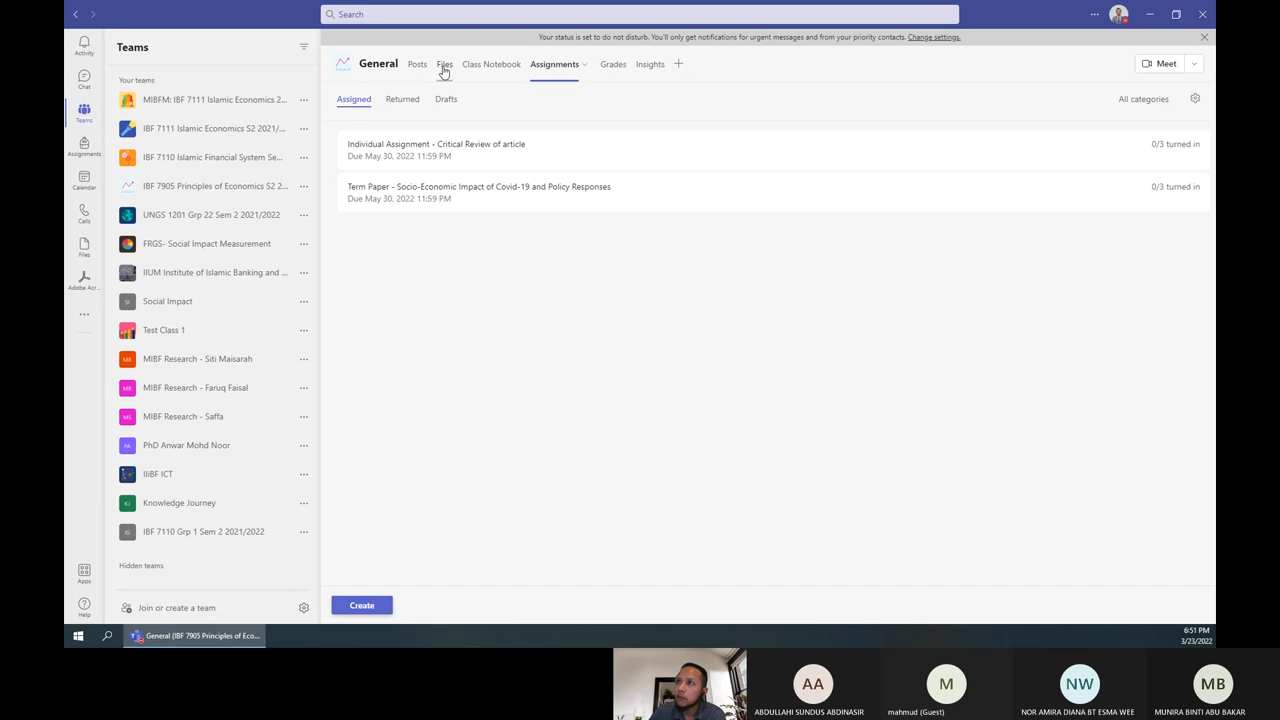 Search
Your status is set to do not disturb. You'll only get notifications for urgent messages and from your priority contacts. Change settings.
Activity
Chat
Teams
Assignments
Calendar
Calls
Files
Adobe Acr...
Apps
Help
Teams
Your teams
MIBFM: IBF 7111 Islamic Economics 2...
IBF 7111 Islamic Economics S2 2021/...
IBF 7110 Islamic Financial System Se...
IBF 7905 Principles of Economics S2 2...
UNGS 1201 Grp 22 Sem 2 2021/2022
FRGS- Social Impact Measurement
IIUM Institute of Islamic Banking and ...
SI Social Impact
Test Class 1
MR MIBF Research - Siti Maisarah
MR MIBF Research - Faruq Faisal
MS MIBF Research - Saffa
PA PhD Anwar Mohd Noor
IIiBF ICT
KJ Knowledge Journey
IG IBF 7110 Grp 1 Sem 2 2021/2022
Hidden teams
Join or create a team
General Posts Files Class Notebook Assignments Grades Insights
Meet
Assigned Returned Drafts
All categories
Individual Assignment - Critical Review of article
Due May 30, 2022 11:59 PM
0/3 turned in
Term Paper - Socio-Economic Impact of Covid-19 and Policy Responses
Due May 30, 2022 11:59 PM
0/3 turned in
Create
General (IBF 7905 Principles of Eco...
6:51 PM
3/23/2022
AA
ABDULLAHI SUNDUS ABDINASIR
M
mahmud (Guest)
NW
NOR AMIRA DIANA BT ESMA WEE
MB
MUNIRA BINTI ABU BAKAR